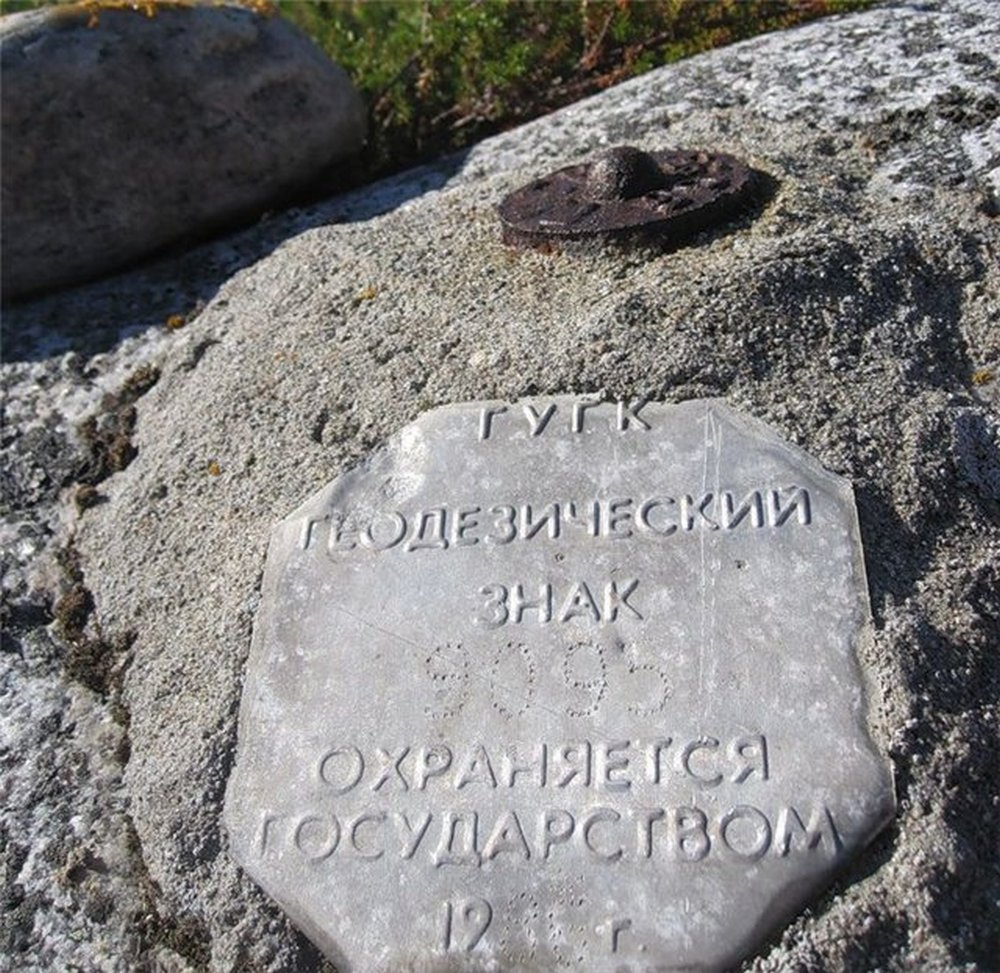 ГУГК
ГЕОДЕЗИЧЕСКИЙ
ЗНАК
9095
ОХРАНЯЕТСЯ
ГОСУДАРСТВОМ
г.